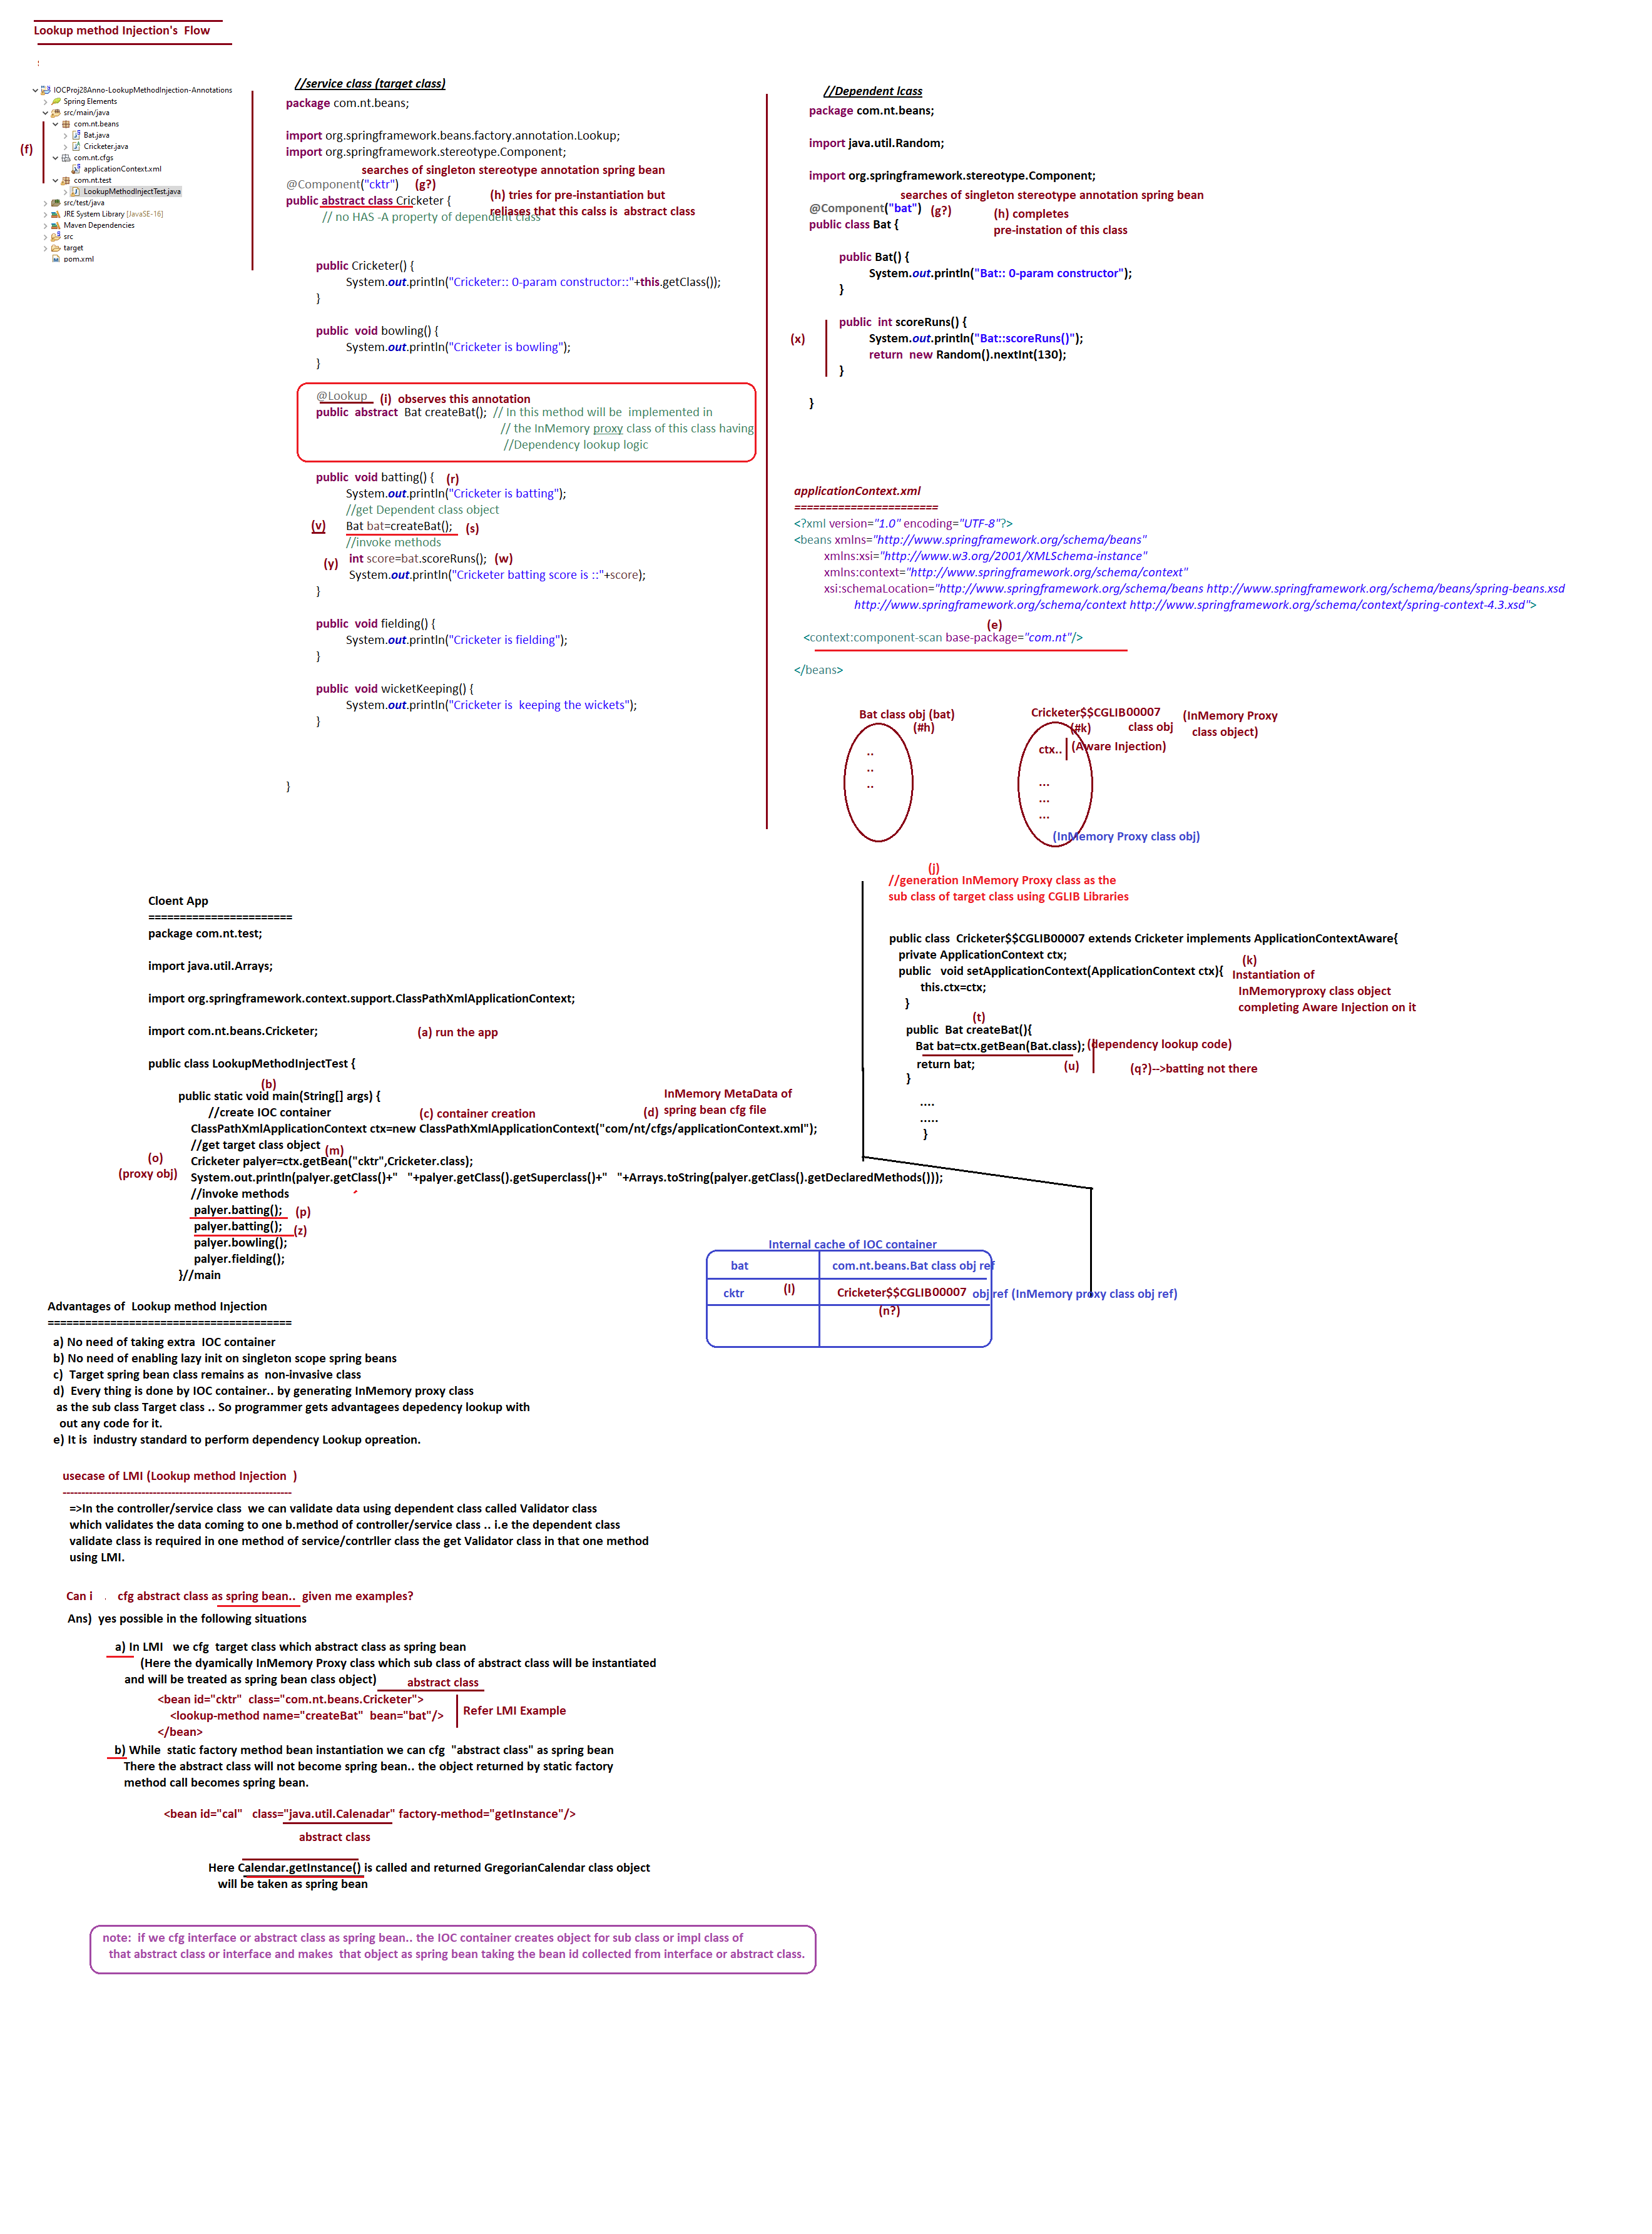 Lookup method Injection's  Flow
IOCProj28Anno-LookupMethodInjection-Annotations
Spring Elements
src/main/java
com.nt.beans
Bat.java
(f)
Cricketer.java
com.nt.cfgs
applicationContext.xml
com.nt.test
LookupMethodInjectTest.java
src/test/java
JRE System Library [JavaSE-16]
Maven Dependencies
src
target
pom.xml
//service class (target class)
package com.nt.beans;
import org.springframework.beans.factory.annotation.Lookup;
import org.springframework.stereotype.Component;
searches of singleton stereotype annotation spring bean
@Component("cktr")  (g?)
public abstract class Cricketer {
(h) tries for pre-instantiation but
reliases that this calss is  abstract class
// no HAS -A property of dependent class
public Cricketer() {
System.out.println("Cricketer:: 0-param constructor::"+this.getClass());
}
public  void bowling() {
System.out.println("Cricketer is bowling");
}
@Lookup  (i)  observes this annotation
public  abstract  Bat createBat();  // In this method will be  implemented in
// the InMemory proxy class of this class having
//Dependency lookup logic
public  void batting() {  (r)
System.out.println("Cricketer is batting");
//get Dependent class object
(v)  Bat bat=createBat();  (s)
//invoke methods
(y)  int score=bat.scoreRuns();  (w)
System.out.println("Cricketer batting score is ::"+score);
}
public  void fielding() {
System.out.println("Cricketer is fielding");
}
public  void wicketKeeping() {
System.out.println("Cricketer is  keeping the wickets");
}
}
//Dependent lcass
package com.nt.beans;
import java.util.Random;
import org.springframework.stereotype.Component;
searches of singleton stereotype annotation spring bean
@Component("bat")  (g?)
(h) completes
pre-instation of this class
public class Bat {
public Bat() {
System.out.println("Bat:: 0-param constructor");
}
public  int scoreRuns() {
(x)  System.out.println("Bat::scoreRuns()");
return  new Random().nextInt(130);
}
}
applicationContext.xml
=======================
<?xml version="1.0" encoding="UTF-8"?>
<beans xmlns="http://www.springframework.org/schema/beans"
xmlns:xsi="http://www.w3.org/2001/XMLSchema-instance"
xmlns:context="http://www.springframework.org/schema/context"
xsi:schemaLocation="http://www.springframework.org/schema/beans http://www.springframework.org/schema/beans/spring-beans.xsd
http://www.springframework.org/schema/context http://www.springframework.org/schema/context/spring-context-4.3.xsd">
(e)
<context:component-scan base-package="com.nt"/>
</beans>
Bat class obj (bat)
(#h)
..
..
..
Cricketer$$CGLIB00007
class obj
(InMemory Proxy
class object)
(#k)
ctx..
(Aware Injection)
...
...
...
(InMemory Proxy class obj)
(j)
//generation InMemory Proxy class as the
sub class of target class using CGLIB Libraries
public class  Cricketer$$CGLIB00007 extends Cricketer implements ApplicationContextAware{
private ApplicationContext ctx;
public   void setApplicationContext(ApplicationContext ctx){
this.ctx=ctx;
}
(k)
Instantiation of
InMemoryproxy class object
completing Aware Injection on it
(t)
public  Bat createBat(){
Bat bat=ctx.getBean(Bat.class);  (dependency lookup code)
return bat;  (u)
}
(q?)-->batting not there
....
.....
}
Cloent App
=======================
package com.nt.test;
import java.util.Arrays;
import org.springframework.context.support.ClassPathXmlApplicationContext;
import com.nt.beans.Cricketer;  (a) run the app
public class LookupMethodInjectTest {
(b)
public static void main(String[] args) {
//create IOC container  (c) container creation
(d)
InMemory MetaData of
spring bean cfg file
ClassPathXmlApplicationContext ctx=new ClassPathXmlApplicationContext("com/nt/cfgs/applicationContext.xml");
//get target class object  (m)
(o)
(proxy obj)
Cricketer palyer=ctx.getBean("cktr",Cricketer.class);
System.out.println(palyer.getClass()+"   "+palyer.getClass().getSuperclass()+"   "+Arrays.toString(palyer.getClass().getDeclaredMethods()));
//invoke methods
palyer.batting();  (p)
palyer.batting();  (z)
palyer.bowling();
palyer.fielding();
}//main
Internal cache of IOC container
bat  com.nt.beans.Bat class obj ref
cktr  (l)  Cricketer$$CGLIB00007  obj ref (InMemory proxy class obj ref)
(n?)
Advantages of  Lookup method Injection
=======================================
a) No need of taking extra  IOC container
b) No need of enabling lazy init on singleton scope spring beans
c)  Target spring bean class remains as  non-invasive class
d)  Every thing is done by IOC container.. by generating InMemory proxy class
as the sub class Target class .. So programmer gets advantagees depedency lookup with
out any code for it.
e) It is  industry standard to perform dependency Lookup opreation.
usecase of LMI (Lookup method Injection  )
-------------------------------------------------------------
=>In the controller/service class  we can validate data using dependent class called Validator class
which validates the data coming to one b.method of controller/service class .. i.e the dependent class
validate class is required in one method of service/contrller class the get Validator class in that one method
using LMI.
Can i  .  cfg abstract class as spring bean..  given me examples?
Ans)  yes possible in the following situations
a) In LMI   we cfg  target class which abstract class as spring bean
(Here the dyamically InMemory Proxy class which sub class of abstract class will be instantiated
and will be treated as spring bean class object)
abstract class
<bean id="cktr"  class="com.nt.beans.Cricketer">
<lookup-method name="createBat"  bean="bat"/>
</bean>
Refer LMI Example
b) While  static factory method bean instantiation we can cfg  "abstract class" as spring bean
There the abstract class will not become spring bean.. the object returned by static factory
method call becomes spring bean.
<bean id="cal"   class="java.util.Calenadar" factory-method="getInstance"/>
abstract class
Here Calendar.getInstance() is called and returned GregorianCalendar class object
will be taken as spring bean
note:  if we cfg interface or abstract class as spring bean.. the IOC container creates object for sub class or impl class of
that abstract class or interface and makes  that object as spring bean taking the bean id collected from interface or abstract class.